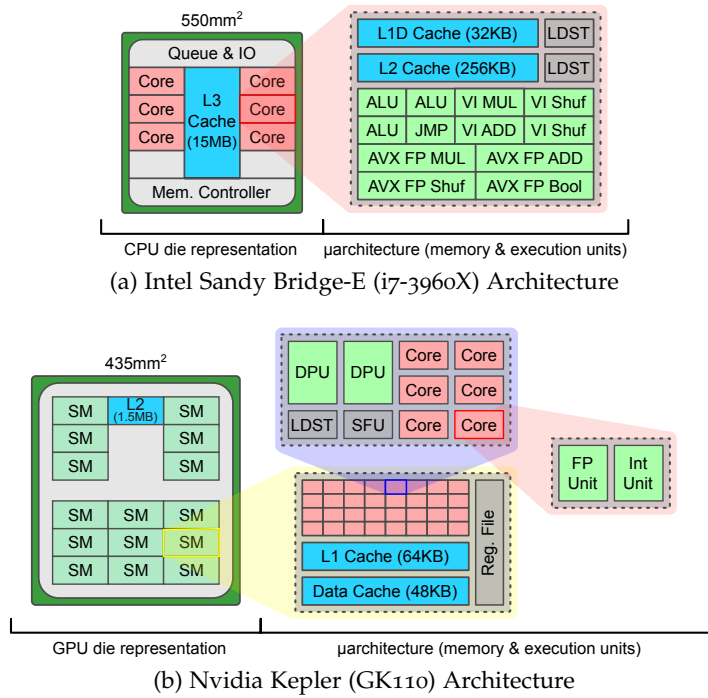 550mm²
Queue & IO
Core
Core
Core
L3
Cache
(15MB)
Core
Core
Core
Mem. Controller
L1D Cache (32KB)
LDST
L2 Cache (256KB)
LDST
ALU ALU VI MUL VI Shuf
ALU JMP VI ADD VI Shuf
AVX FP MUL AVX FP ADD
AVX FP Shuf AVX FP Bool
CPU die representation
µarchitecture (memory & execution units)
(a) Intel Sandy Bridge-E (i7-3960X) Architecture
435mm²
SM L2 SM
(1.5MB)
SM SM
SM SM
SM SM SM
SM SM SM
SM SM SM
DPU DPU Core Core
Core Core
LDST SFU Core Core
FP
Unit
Int
Unit
L1 Cache (64KB)
Data Cache (48KB)
Reg. File
GPU die representation
µarchitecture (memory & execution units)
(b) Nvidia Kepler (GK110) Architecture